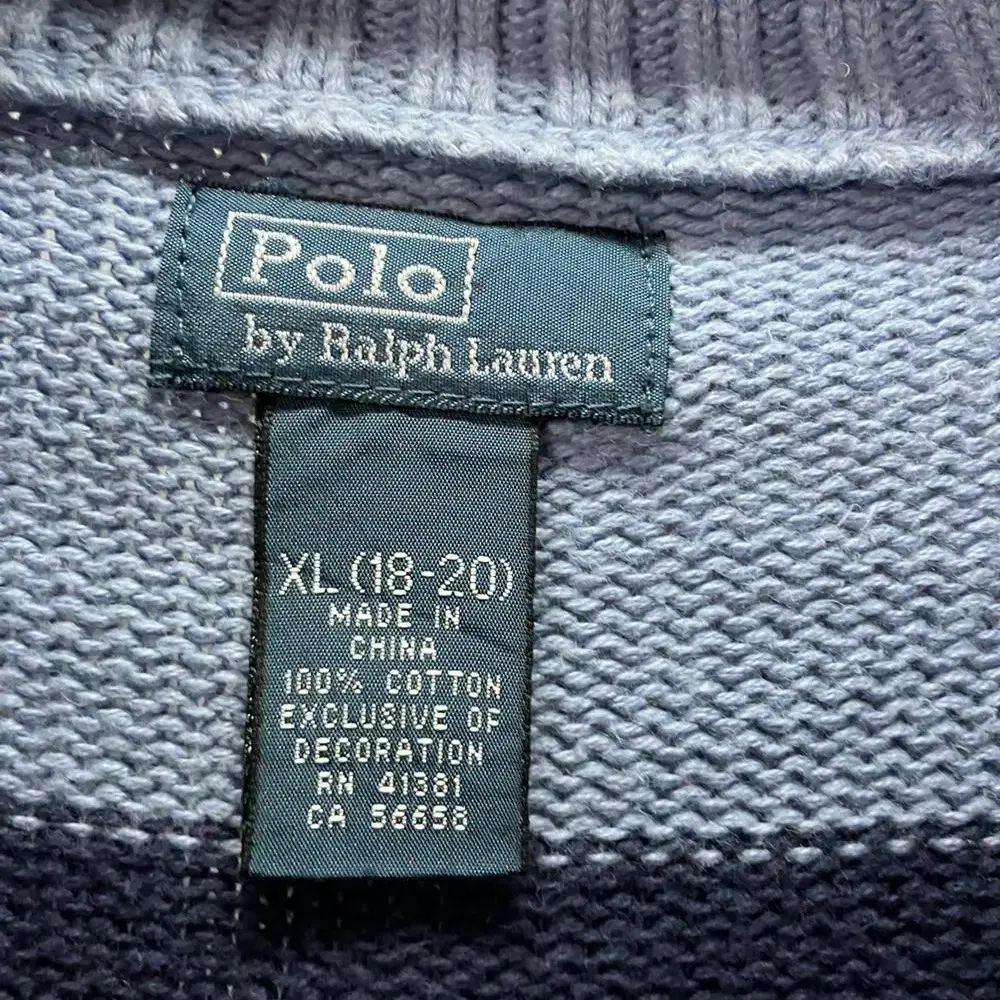 Polo
by Ralph Lauren
XL (18-20)
MADE IN
CHINA
100% COTTON
EXCLUSIVE OF
DECORATION
RN 41381
CA 56658